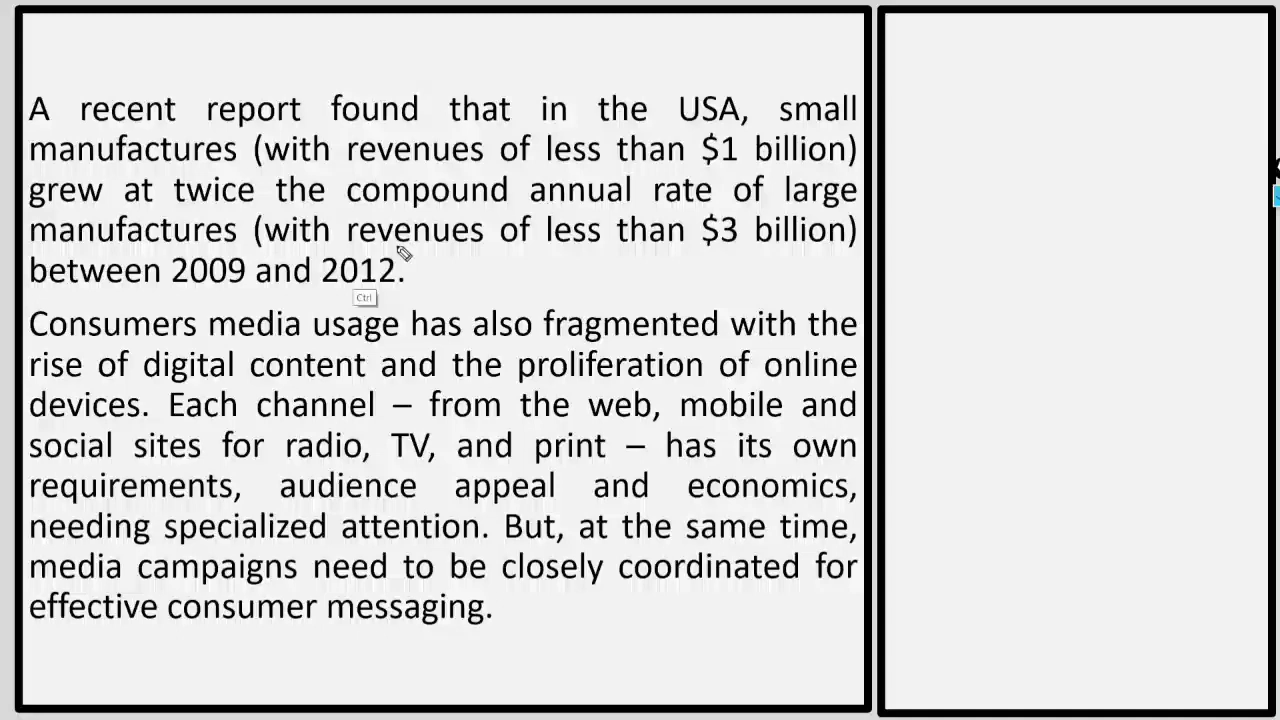 A recent report found that in the USA, small
manufactures (with revenues of less than $1 billion)
grew at twice the compound annual rate of large
manufactures (with revenues of less than $3 billion)
between 2009 and 2012.
Ctrl
Consumers media usage has also fragmented with the
rise of digital content and the proliferation of online
devices. Each channel – from the web, mobile and
social sites for radio, TV, and print – has its own
requirements, audience appeal and economics,
needing specialized attention. But, at the same time,
media campaigns need to be closely coordinated for
effective consumer messaging.